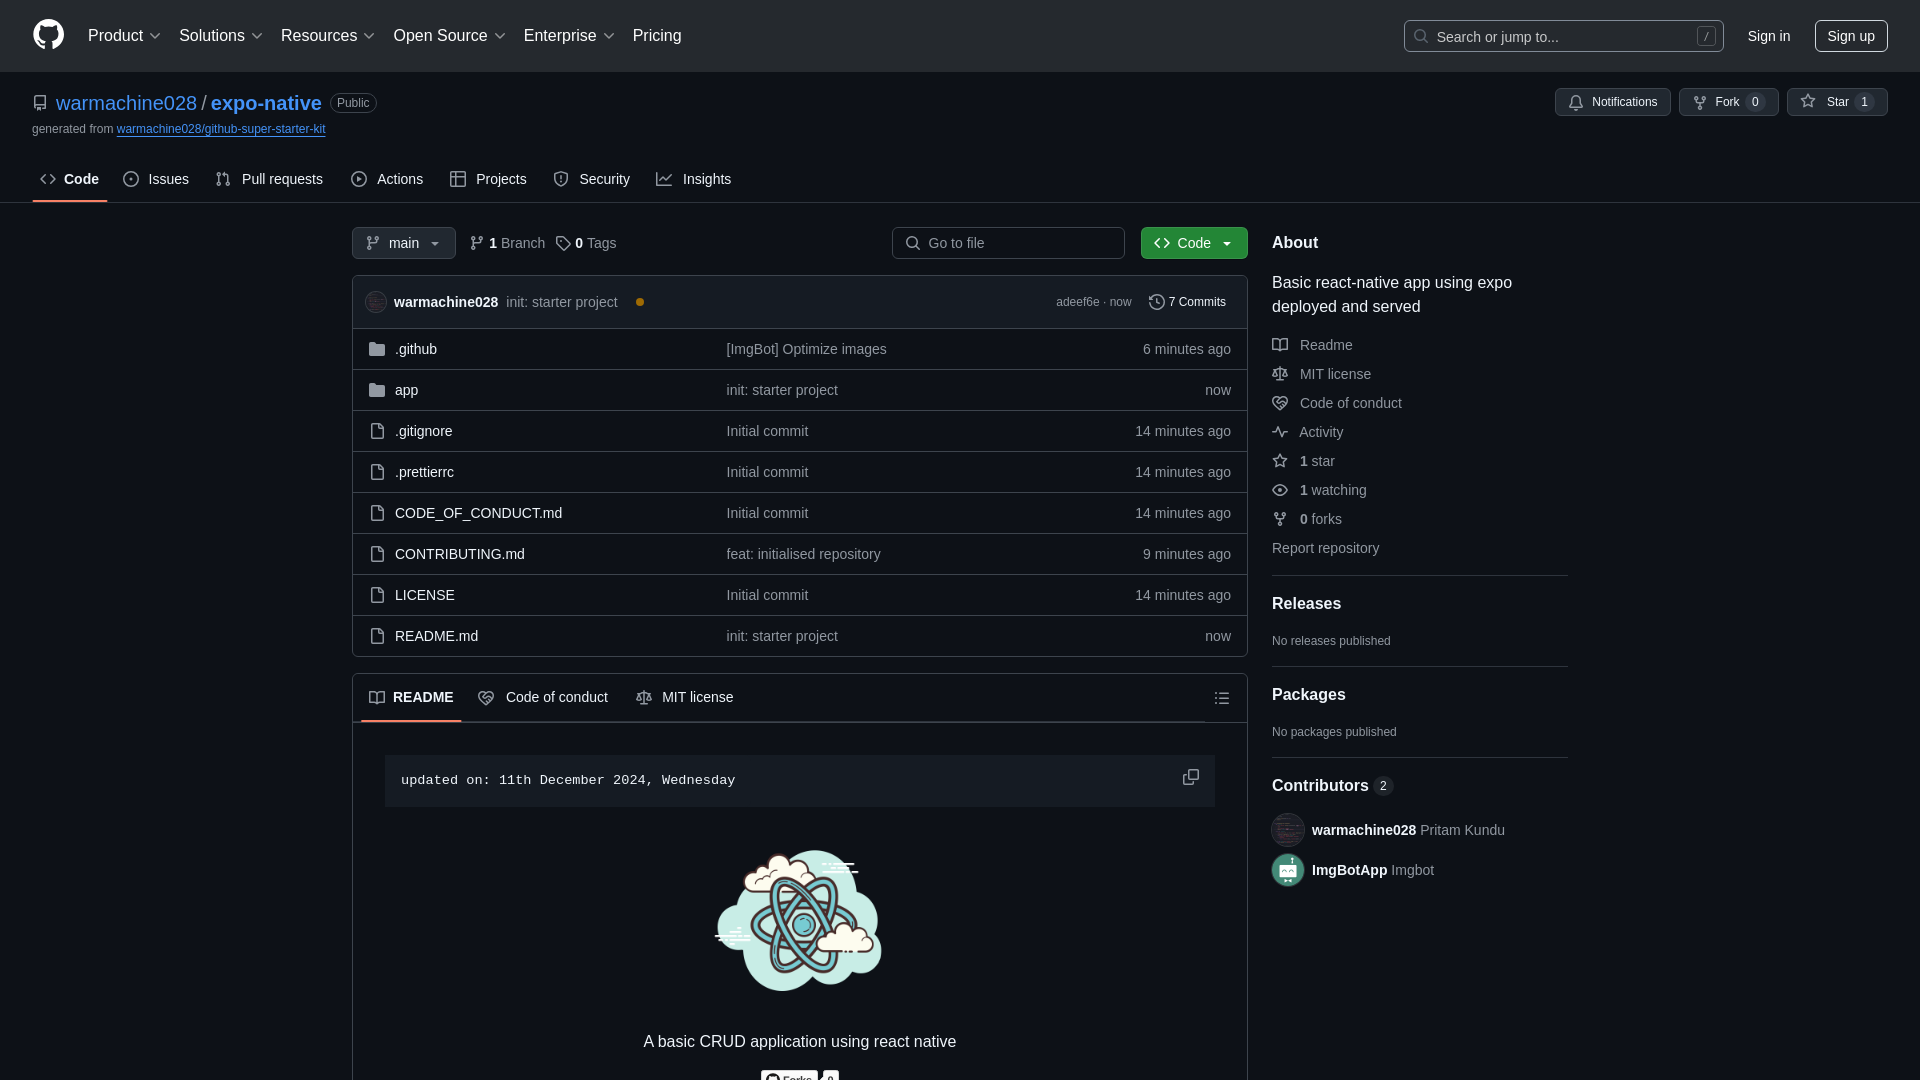 Product Solutions Resources Open Source Enterprise Pricing Search or jump to... / Sign in Sign up
warmachine028 / expo-native Public Notifications Fork 0 Star 1
generated from warmachine028/github-super-starter-kit
Code Issues Pull requests Actions Projects Security Insights
main 1 Branch 0 Tags Go to file Code
warmachine028 init: starter project adeef6e · now 7 Commits
.github [ImgBot] Optimize images 6 minutes ago
app init: starter project now
.gitignore Initial commit 14 minutes ago
.prettierrc Initial commit 14 minutes ago
CODE_OF_CONDUCT.md Initial commit 14 minutes ago
CONTRIBUTING.md feat: initialised repository 9 minutes ago
LICENSE Initial commit 14 minutes ago
README.md init: starter project now
README Code of conduct MIT license
updated on: 11th December 2024, Wednesday
A basic CRUD application using react native
Forks 0
About
Basic react-native app using expo
deployed and served
Readme
MIT license
Code of conduct
Activity
1 star
1 watching
0 forks
Report repository
Releases
No releases published
Packages
No packages published
Contributors 2
warmachine028 Pritam Kundu
ImgBotApp Imgbot